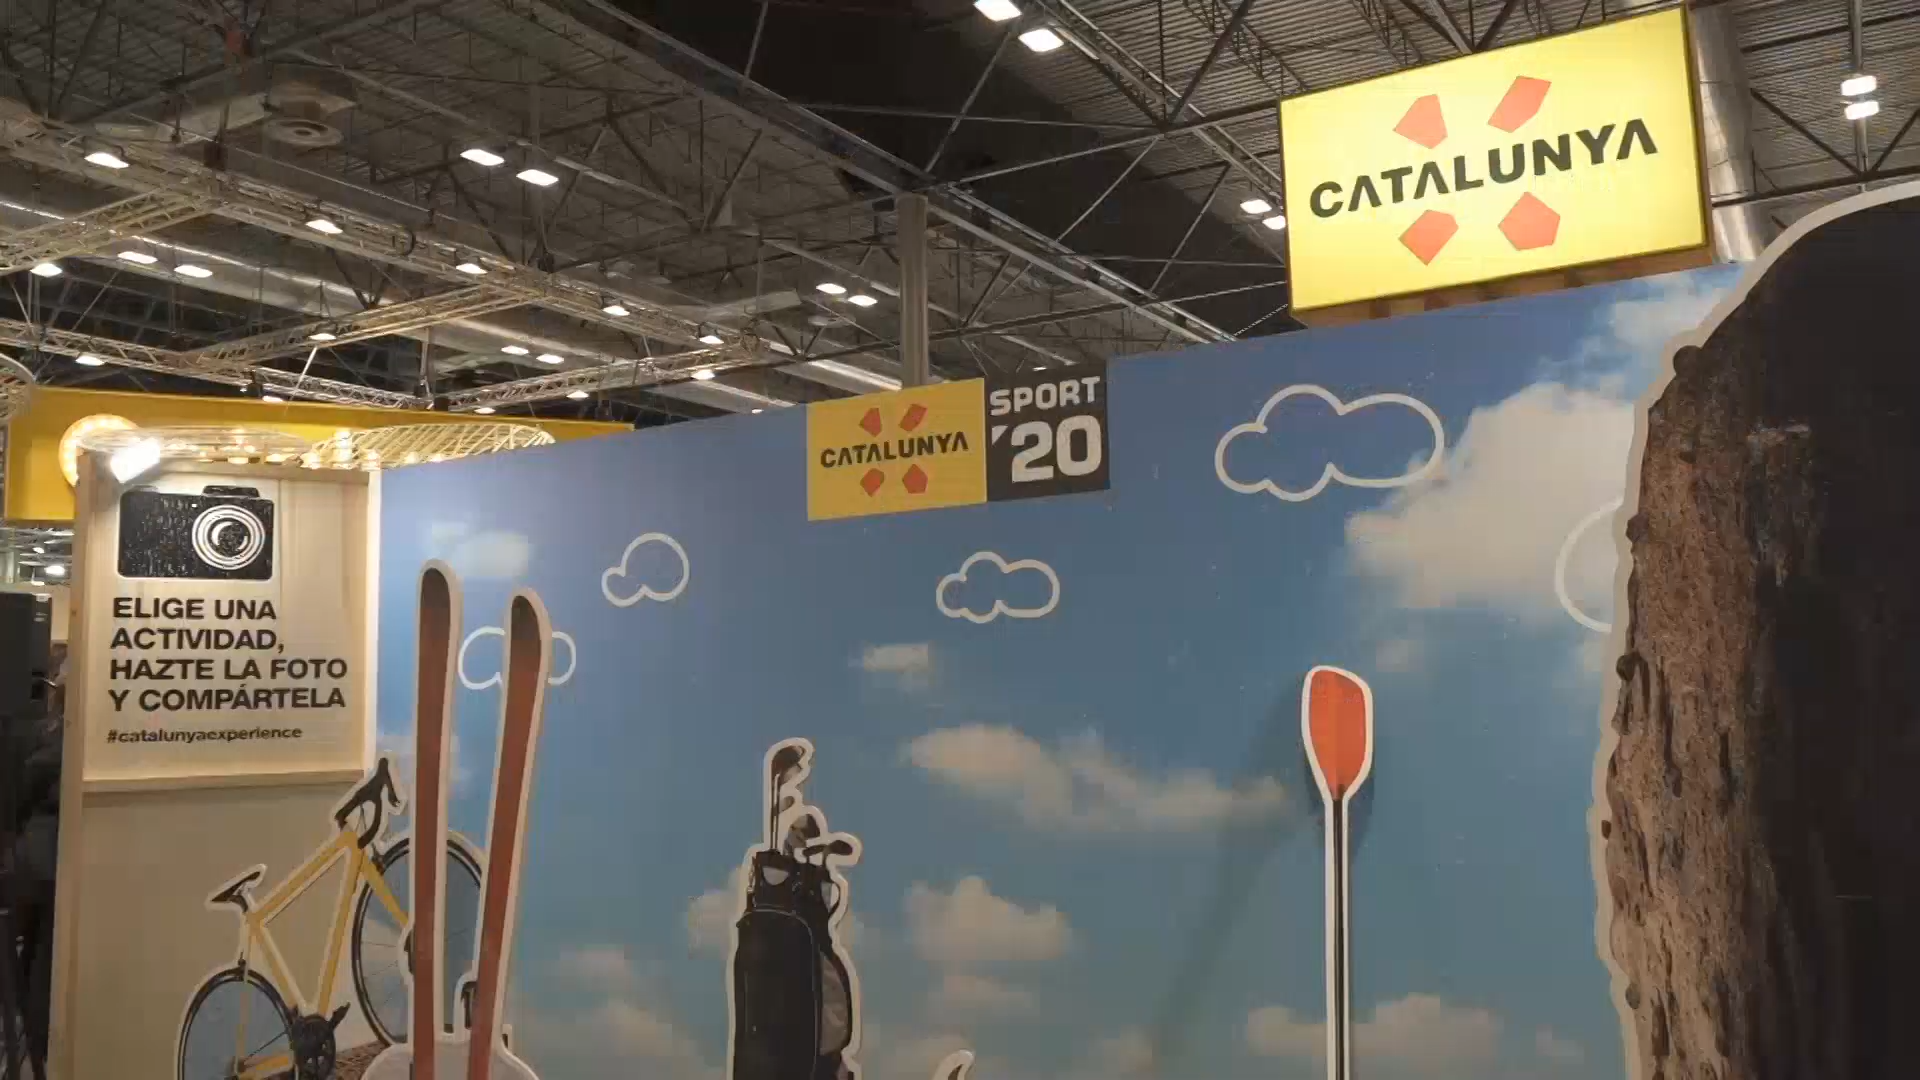 CATALUNYA
CATALUNYA
SPORT
'20
ELIGE UNA
ACTIVIDAD,
HAZTE LA FOTO
Y COMPÁRTELA
#catalunyaexperience